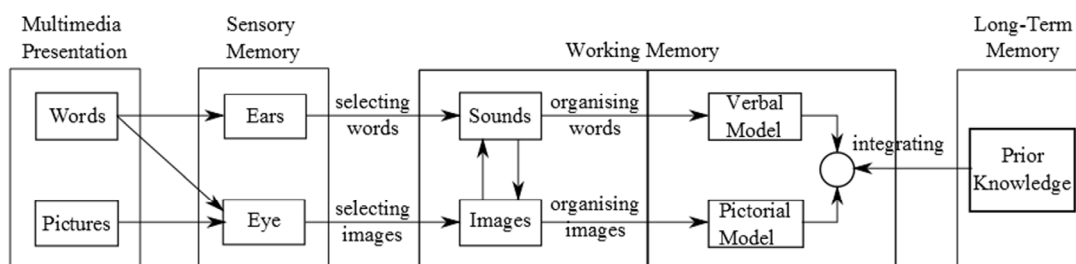 Multimedia
Presentation
Sensory
Memory
Working Memory
Long-Term
Memory
Words
Ears
selecting
words
Sounds
organising
words
Verbal
Model
integrating
Prior
Knowledge
Pictures
Eye
selecting
images
Images
organising
images
Pictorial
Model